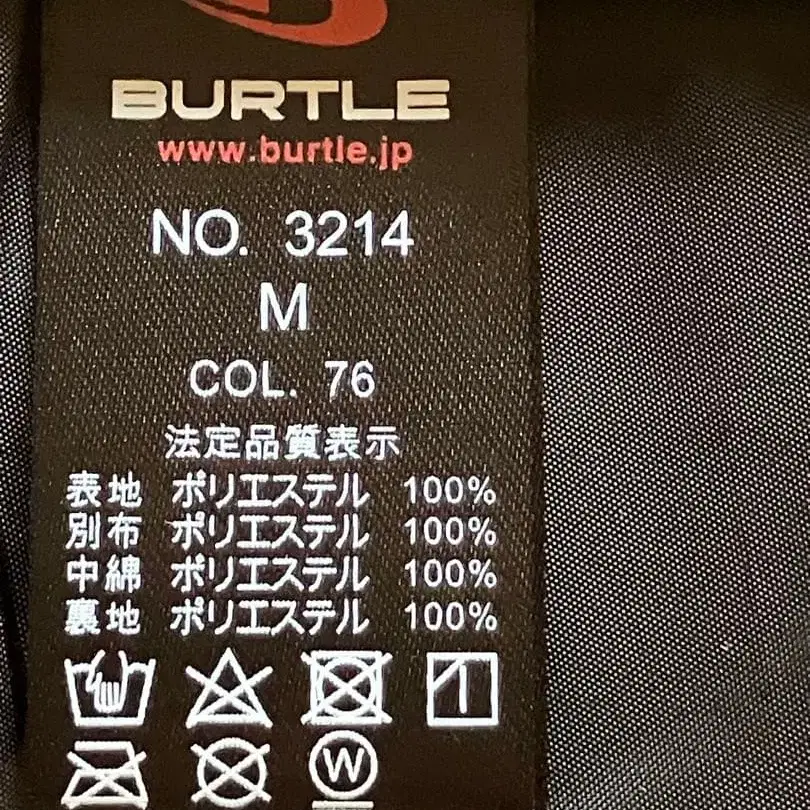 BURTLE
www.burtle.jp
NO. 3214
M
COL. 76
法定品質表示
表地 ポリエステル 100%
別布 ポリエステル 100%
中綿 ポリエステル 100%
裏地 ポリエステル 100%
W